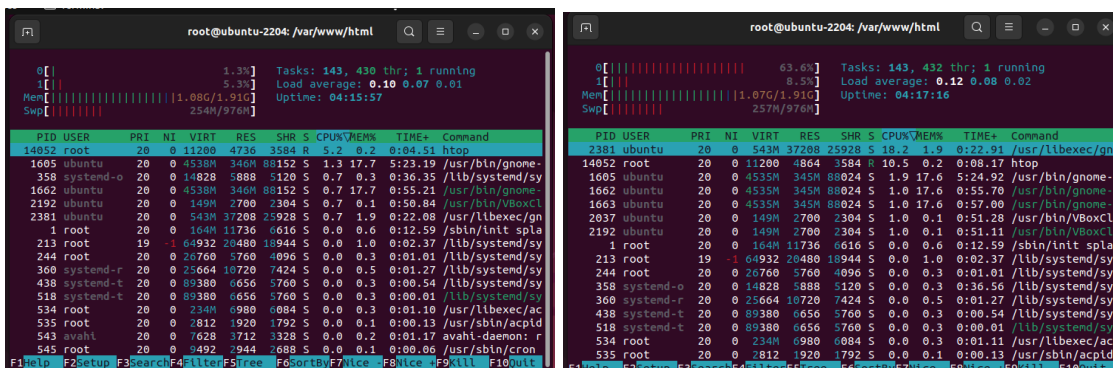 root@ubuntu-2204: /var/www/html
0[| 1.3%] Tasks: 143, 430 thr; 1 running
1[|| 5.3%] Load average: 0.10 0.07 0.01
Mem[||||||||||||||||||1.08G/1.91G] Uptime: 04:15:57
Swp[|||||||| 254M/976M]
PID USER PRI NI VIRT RES SHR S CPU%▽MEM% TIME+ Command
14052 root 20 0 11200 4736 3584 R 5.2 0.2 0:04.51 htop
1605 ubuntu 20 0 4538M 346M 88152 S 1.3 17.7 5:23.19 /usr/bin/gnome-
358 systemd-o 20 0 14828 5888 5120 S 0.7 0.3 0:36.35 /lib/systemd/sy
1662 ubuntu 20 0 4538M 346M 88152 S 0.7 17.7 0:55.21 /usr/bin/gnome-
2192 ubuntu 20 0 149M 2700 2304 S 0.7 0.1 0:50.84 /usr/bin/VBoxCl
2381 ubuntu 20 0 543M 37208 25928 S 0.7 1.9 0:22.08 /usr/libexec/gn
1 root 20 0 164M 11736 6616 S 0.0 0.6 0:12.59 /sbin/init spla
213 root 19 -1 64932 20480 18944 S 0.0 1.0 0:02.37 /lib/systemd/sy
244 root 20 0 26760 5760 4096 S 0.0 0.3 0:01.01 /lib/systemd/sy
360 systemd-r 20 0 25664 10720 7424 S 0.0 0.5 0:01.27 /lib/systemd/sy
438 systemd-t 20 0 89380 6656 5760 S 0.0 0.3 0:00.54 /lib/systemd/sy
518 systemd-t 20 0 89380 6656 5760 S 0.0 0.3 0:00.01 /lib/systemd/sy
534 root 20 0 234M 6980 6084 S 0.0 0.3 0:01.10 /usr/libexec/ac
535 root 20 0 2812 1920 1792 S 0.0 0.1 0:00.13 /usr/sbin/acpid
543 avahi 20 0 7628 3712 3328 S 0.0 0.2 0:01.17 avahi-daemon: r
545 root 20 0 9492 2944 2688 S 0.0 0.1 0:00.06 /usr/sbin/cron
F1Help F2Setup F3SearchF4FilterF5Tree F6SortByF7Nice -F8Nice +F9Kill F10Quit
root@ubuntu-2204: /var/www/html
0[||||||||||||||||||| 63.6%] Tasks: 143, 432 thr; 1 running
1[||| 8.5%] Load average: 0.12 0.08 0.02
Mem[||||||||||||||||||1.07G/1.91G] Uptime: 04:17:16
Swp[|||||||| 257M/976M]
PID USER PRI NI VIRT RES SHR S CPU%▽MEM% TIME+ Command
2381 ubuntu 20 0 543M 37208 25928 S 18.2 1.9 0:22.91 /usr/libexec/gn
14052 root 20 0 11200 4864 3584 R 10.5 0.2 0:08.17 htop
1605 ubuntu 20 0 4535M 345M 88024 S 1.9 17.6 5:24.92 /usr/bin/gnome-
1661 ubuntu 20 0 4535M 345M 88024 S 1.0 17.6 0:55.70 /usr/bin/gnome-
1662 ubuntu 20 0 4535M 345M 88024 S 1.0 17.6 0:55.70 /usr/bin/gnome-
1663 ubuntu 20 0 4535M 345M 88024 S 1.0 17.6 0:57.00 /usr/bin/gnome-
2037 ubuntu 20 0 149M 2700 2304 S 1.0 0.1 0:51.28 /usr/bin/VBoxCl
2192 ubuntu 20 0 149M 2700 2304 S 1.0 0.1 0:51.11 /usr/bin/VBoxCl
1 root 20 0 164M 11736 6616 S 0.0 0.6 0:12.59 /sbin/init spla
213 root 19 -1 64932 20480 18944 S 0.0 1.0 0:02.37 /lib/systemd/sy
244 root 20 0 26760 5760 4096 S 0.0 0.3 0:01.01 /lib/systemd/sy
358 systemd-o 20 0 14828 5888 5120 S 0.0 0.3 0:36.56 /lib/systemd/sy
360 systemd-r 20 0 25664 10720 7424 S 0.0 0.5 0:01.27 /lib/systemd/sy
438 systemd-t 20 0 89380 6656 5760 S 0.0 0.3 0:00.54 /lib/systemd/sy
518 systemd-t 20 0 89380 6656 5760 S 0.0 0.3 0:00.01 /lib/systemd/sy
534 root 20 0 234M 6980 6084 S 0.0 0.3 0:01.11 /usr/libexec/ac
535 root 20 0 2812 1920 1792 S 0.0 0.1 0:00.13 /usr/sbin/acpid